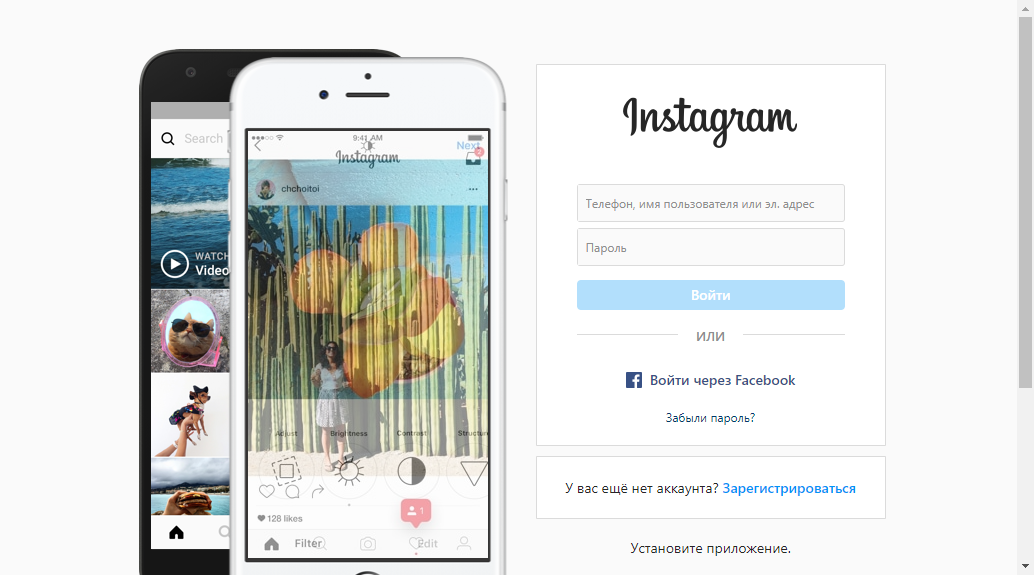 Search
WATCH
Video
9:41 AM
Next
Instagram
2
chchoitoi
Adjust
Brightness
Contrast
Structure
128 likes
1
Filter
Edit
Instagram
Телефон, имя пользователя или эл. адрес
Пароль
Войти
ИЛИ
Войти через Facebook
Забыли пароль?
У вас ещё нет аккаунта? Зарегистрироваться
Установите приложение.